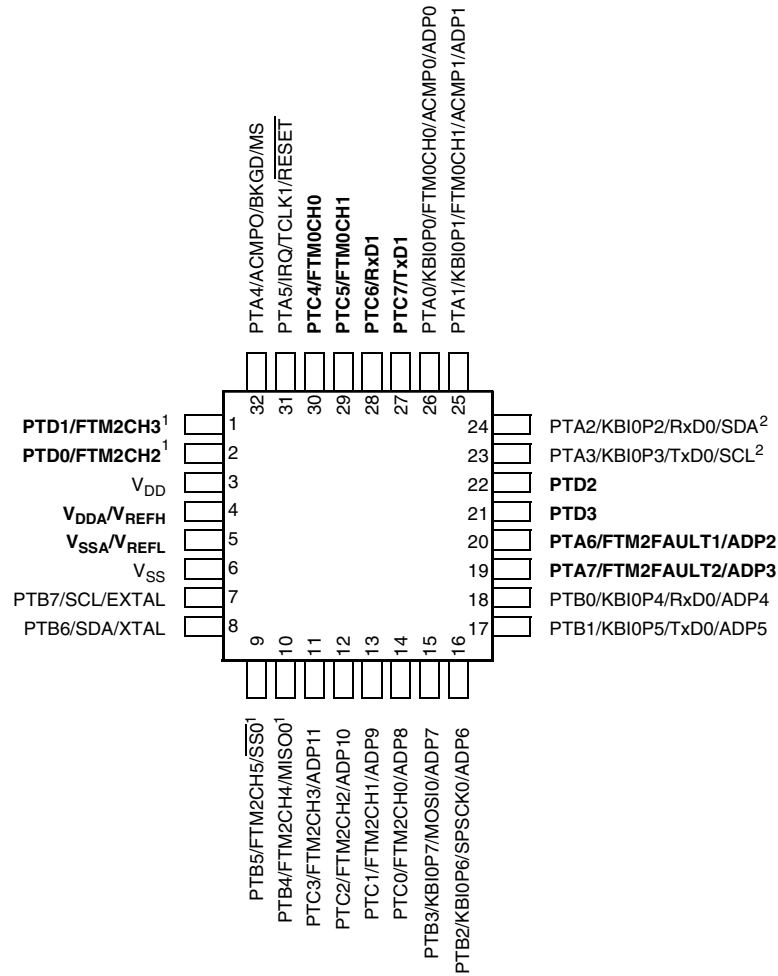 PTA4/ACMPO/BKGD/MS
PTA5/IRQ/TCLK1/RESET
PTC4/FTM0CH0
PTC5/FTM0CH1
PTC6/RxD1
PTC7/TxD1
PTA0/KBI0P0/FTM0CH0/ACMP0/ADP0
PTA1/KBI0P1/FTM0CH1/ACMP1/ADP1
32
31
30
29
28
27
26
25
PTD1/FTM2CH3¹ 1
PTD0/FTM2CH2¹ 2
VDD 3
VDDA/VREFH 4
VSSA/VREFL 5
VSS 6
PTB7/SCL/EXTAL 7
PTB6/SDA/XTAL 8
24 PTA2/KBI0P2/RxD0/SDA²
23 PTA3/KBI0P3/TxD0/SCL²
22 PTD2
21 PTD3
20 PTA6/FTM2FAULT1/ADP2
19 PTA7/FTM2FAULT2/ADP3
18 PTB0/KBI0P4/RxD0/ADP4
17 PTB1/KBI0P5/TxD0/ADP5
9
10
11
12
13
14
15
16
PTB5/FTM2CH5/SS0¹
PTB4/FTM2CH4/MISO0¹
PTC3/FTM2CH3/ADP11
PTC2/FTM2CH2/ADP10
PTC1/FTM2CH1/ADP9
PTC0/FTM2CH0/ADP8
PTB3/KBI0P7/MOSI0/ADP7
PTB2/KBI0P6/SPSCK0/ADP6